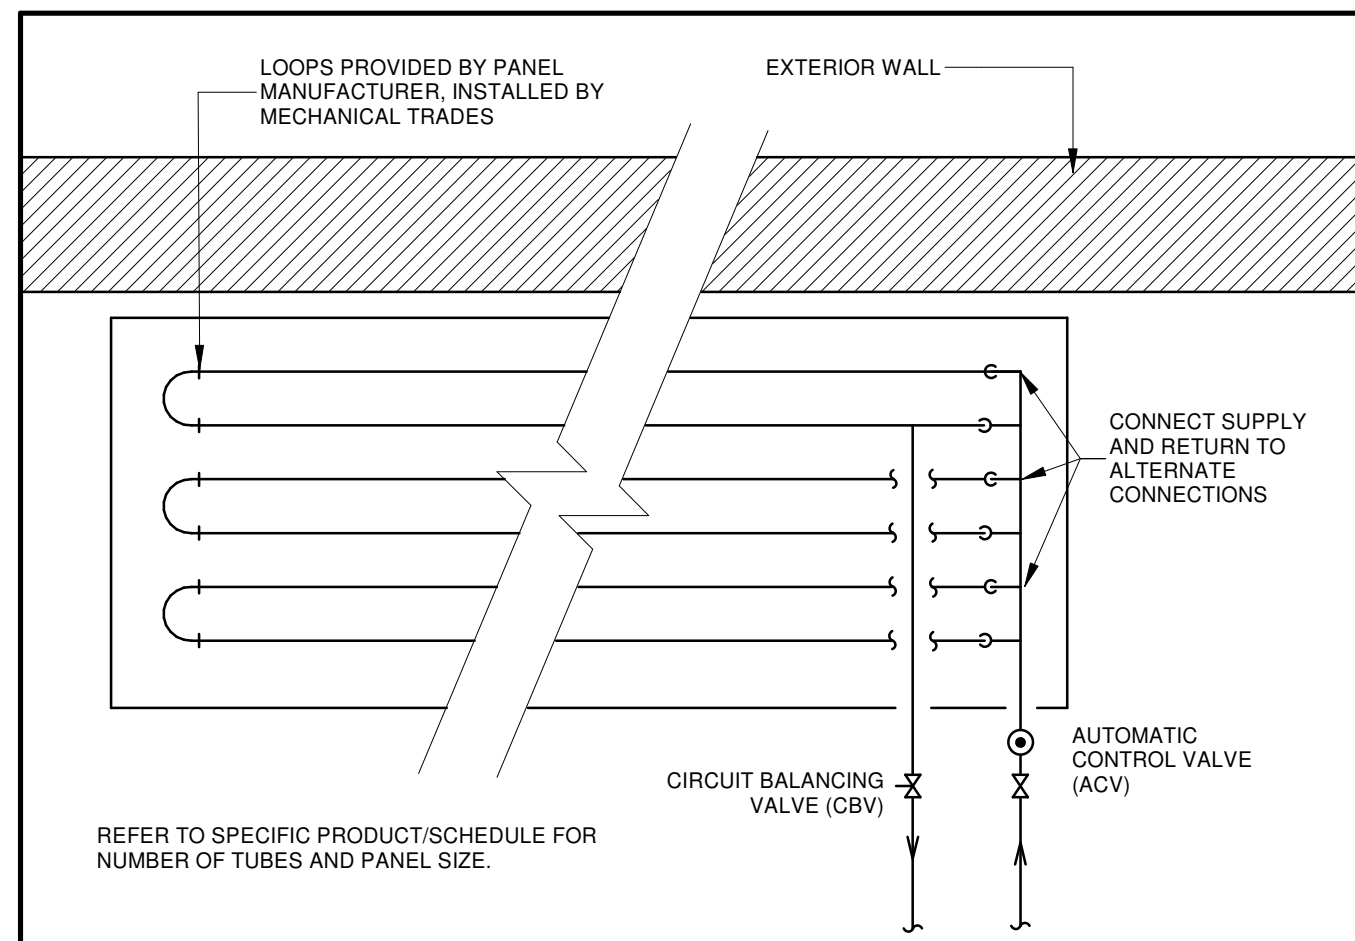 LOOPS PROVIDED BY PANEL
MANUFACTURER, INSTALLED BY
MECHANICAL TRADES
EXTERIOR WALL
CONNECT SUPPLY
AND RETURN TO
ALTERNATE
CONNECTIONS
AUTOMATIC
CONTROL VALVE
(ACV)
CIRCUIT BALANCING
VALVE (CBV)
REFER TO SPECIFIC PRODUCT/SCHEDULE FOR
NUMBER OF TUBES AND PANEL SIZE.